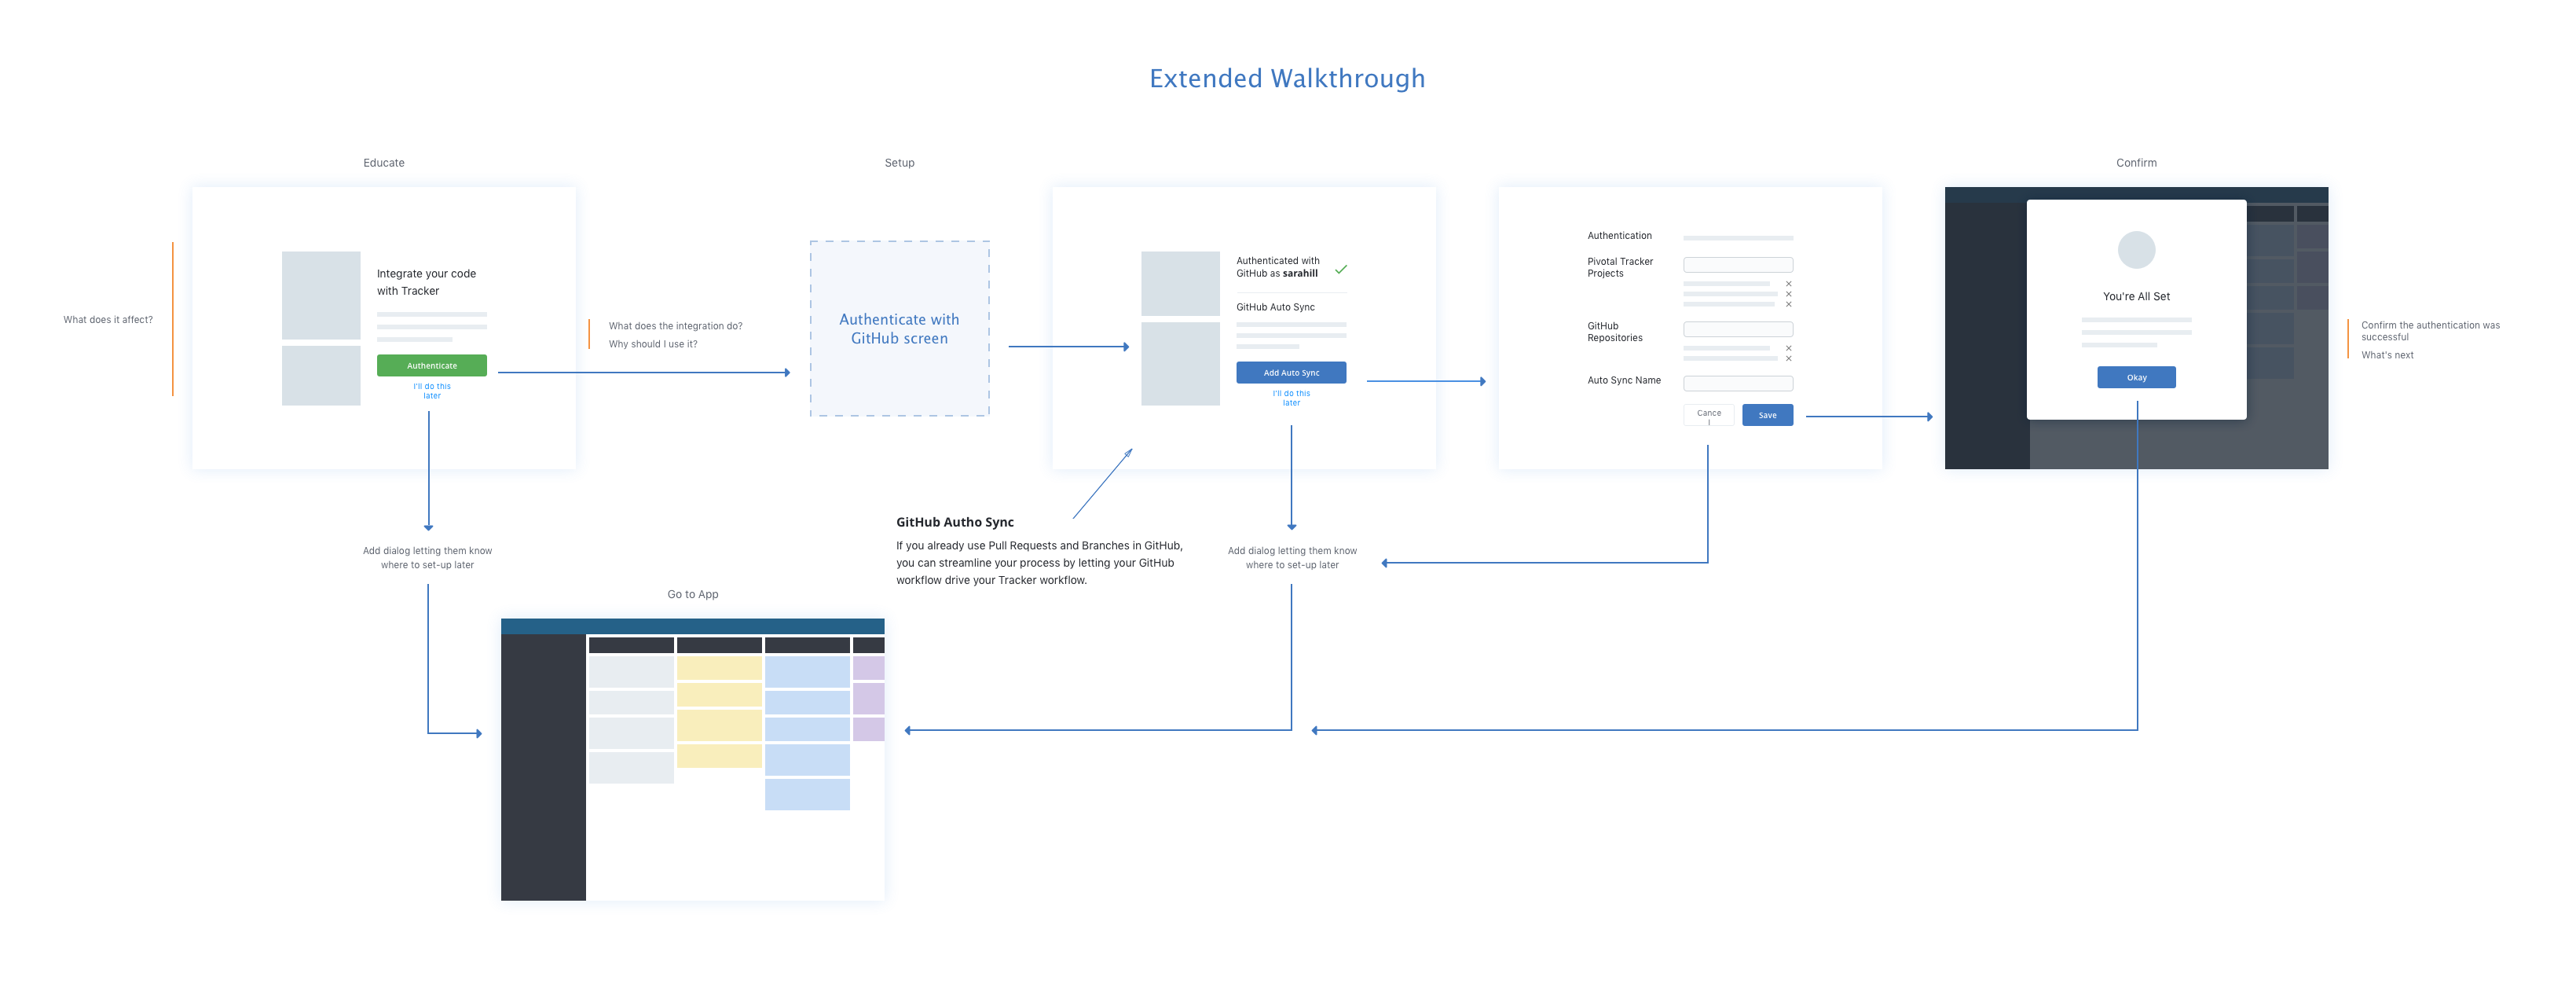 Extended Walkthrough
Educate
Setup
Confirm
What does it affect?
Integrate your code
with Tracker
Authenticate
I'll do this
later
What does the integration do?
Why should I use it?
Authenticate with
GitHub screen
Authenticated with
GitHub as sarahill
GitHub Auto Sync
Add Auto Sync
I'll do this
later
Authentication
Pivotal Tracker
Projects
GitHub
Repositories
Auto Sync Name
Cance
l
Save
You're All Set
Okay
Confirm the authentication was
successful
What's next
Add dialog letting them know
where to set-up later
GitHub Autho Sync
If you already use Pull Requests and Branches in GitHub,
you can streamline your process by letting your GitHub
workflow drive your Tracker workflow.
Add dialog letting them know
where to set-up later
Go to App